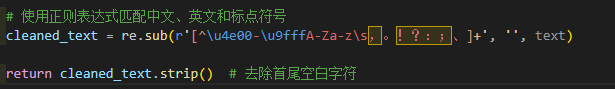 # 使用正则表达式匹配中文、英文和标点符号
cleaned_text = re.sub(r'[^\u4e00-\u9fffA-Za-z\s，。！？：；、]+', '', text)
return cleaned_text.strip()  # 去除首尾空白字符